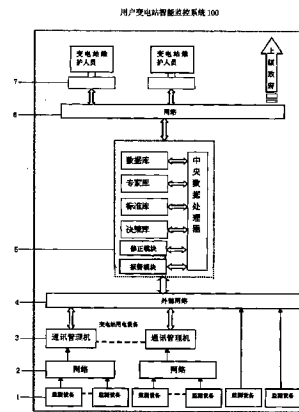 用户变电站智能监控系统 100
变电站维护人员
变电站维护人员
上级政府
7
6
网络
数据库
专家库
标准库
决策库
修正模块
报警模块
中央数据处理器
5
4
外部网络
变电站用电设备
3
通讯管理机
通讯管理机
2
网络
网络
1
监测设备
监测设备
监测设备
监测设备
监测设备
监测设备